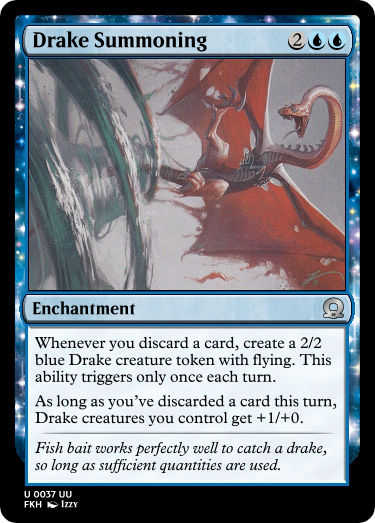 Drake Summoning 2
Enchantment
Whenever you discard a card, create a 2/2
blue Drake creature token with flying. This
ability triggers only once each turn.
As long as you've discarded a card this turn,
Drake creatures you control get +1/+0.
Fish bait works perfectly well to catch a drake,
so long as sufficient quantities are used.
U 0037 UU
FKH Izzy